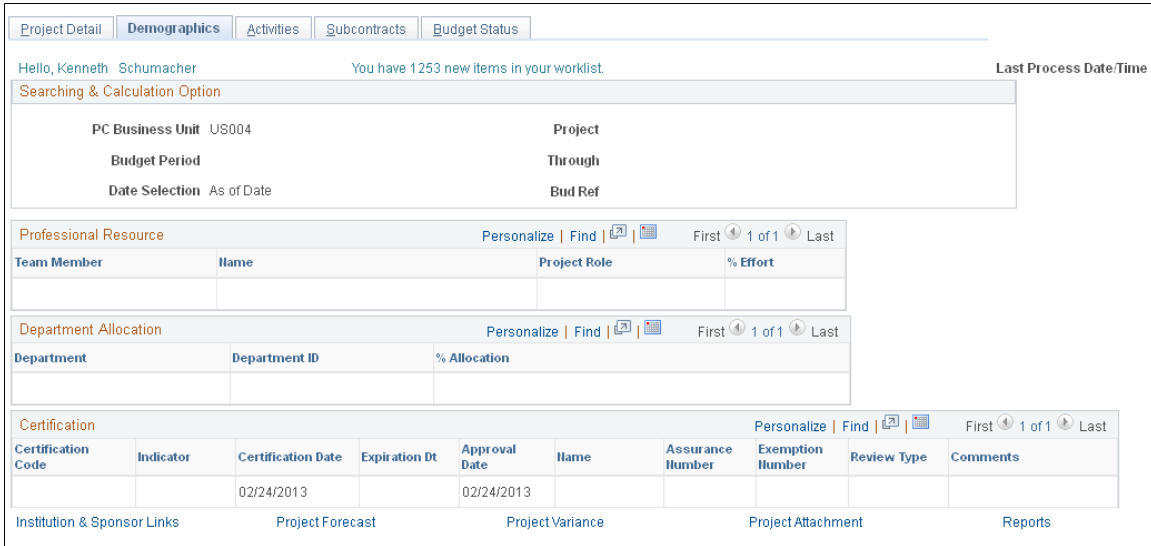 Project Detail Demographics Activities Subcontracts Budget Status
Hello, Kenneth Schumacher You have 1253 new items in your worklist. Last Process Date/Time
Searching & Calculation Option
PC Business Unit US004 Project
Budget Period Through
Date Selection As of Date Bud Ref
Professional Resource Personalize | Find | | First 1 of 1 Last
Team Member Name Project Role % Effort
Department Allocation Personalize | Find | | First 1 of 1 Last
Department Department ID % Allocation
Certification Personalize | Find | | First 1 of 1 Last
Certification Code Indicator Certification Date Expiration Dt Approval Date Name Assurance Number Exemption Number Review Type Comments
02/24/2013 02/24/2013
Institution & Sponsor Links Project Forecast Project Variance Project Attachment Reports